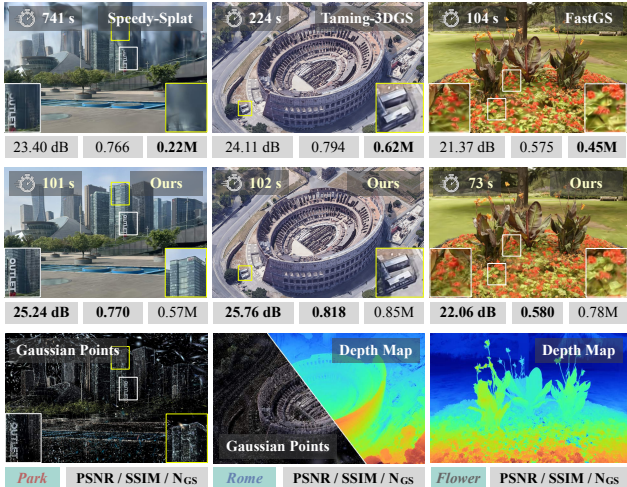 741 s Speedy-Splat
224 s Taming-3DGS
104 s FastGS
OUTLET
23.40 dB 0.766 0.22M
24.11 dB 0.794 0.62M
21.37 dB 0.575 0.45M
101 s Ours
102 s Ours
73 s Ours
OUTLET
25.24 dB 0.770 0.57M
25.76 dB 0.818 0.85M
22.06 dB 0.580 0.78M
Gaussian Points
Depth Map
Gaussian Points
Depth Map
Park PSNR / SSIM / NGS
Rome PSNR / SSIM / NGS
Flower PSNR / SSIM / NGS